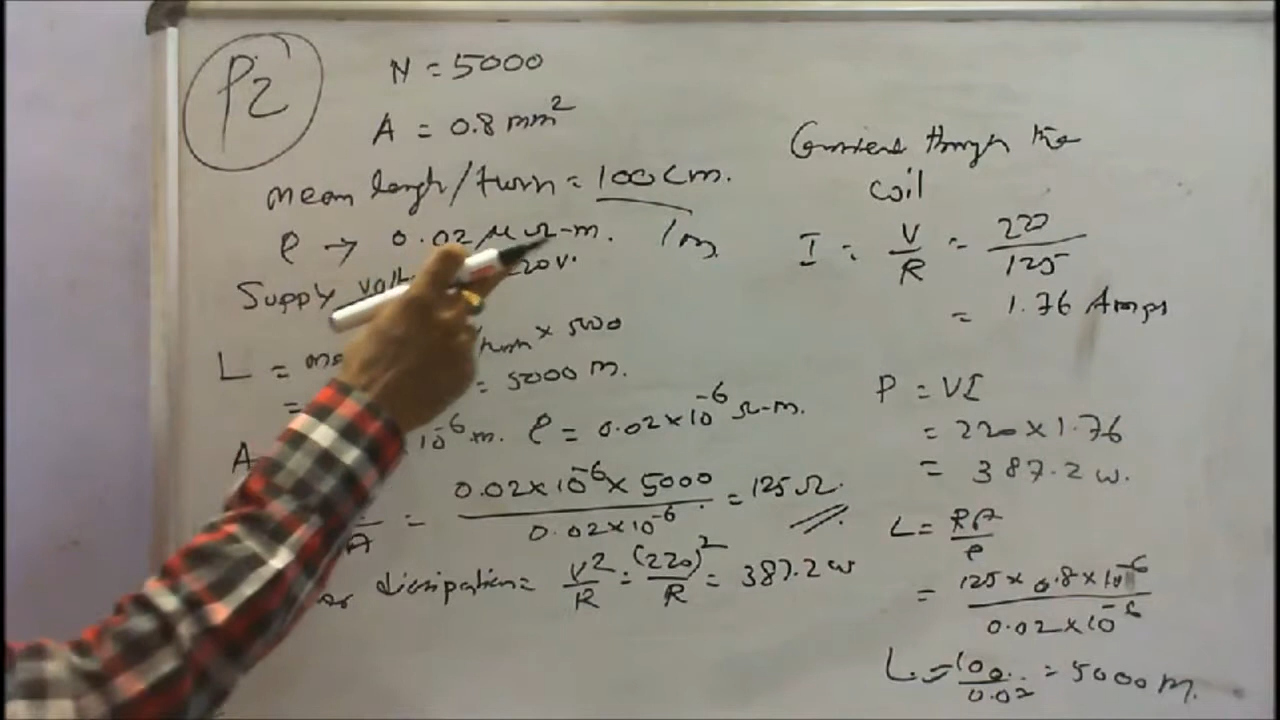 P2
N = 5000
A = 0.8 mm²
mean length/turn = 100 cm.
ρ → 0.02 μΩ-m. 1m
Supply 220 V.
L = /turn × 5000
= = 5000 m.
A 10⁻⁶ m. ρ = 0.02×10⁻⁶ Ω-m.
A = 0.02×10⁻⁶ × 5000 / 0.02×10⁻⁶ = 125 Ω.
dissipation = V²/R = (220)²/R = 387.2 w
Current through the
coil
I = V/R = 220/125
= 1.76 Amps
P = VI
= 220 × 1.76
= 387.2 w.
L = RA/ρ
= 125 × 0.8 × 10⁻⁶ / 0.02×10⁻⁶
L = 100../0.02 = 5000 m.